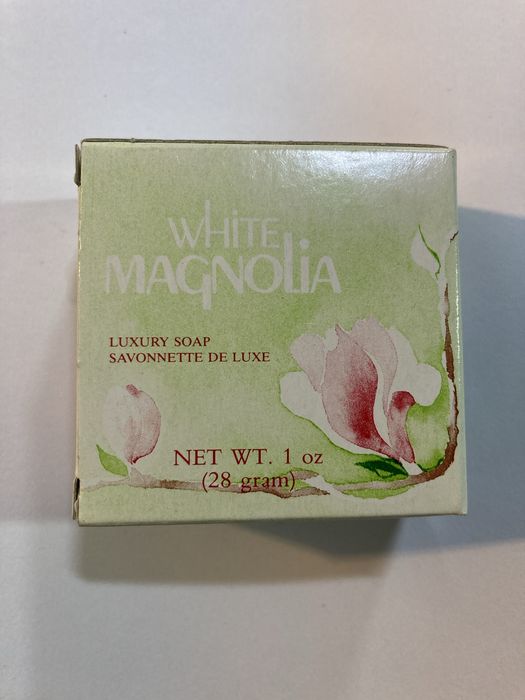 WHITE
MAGNOLIA
LUXURY SOAP
SAVONNETTE DE LUXE
NET WT. 1 oz
(28 gram)